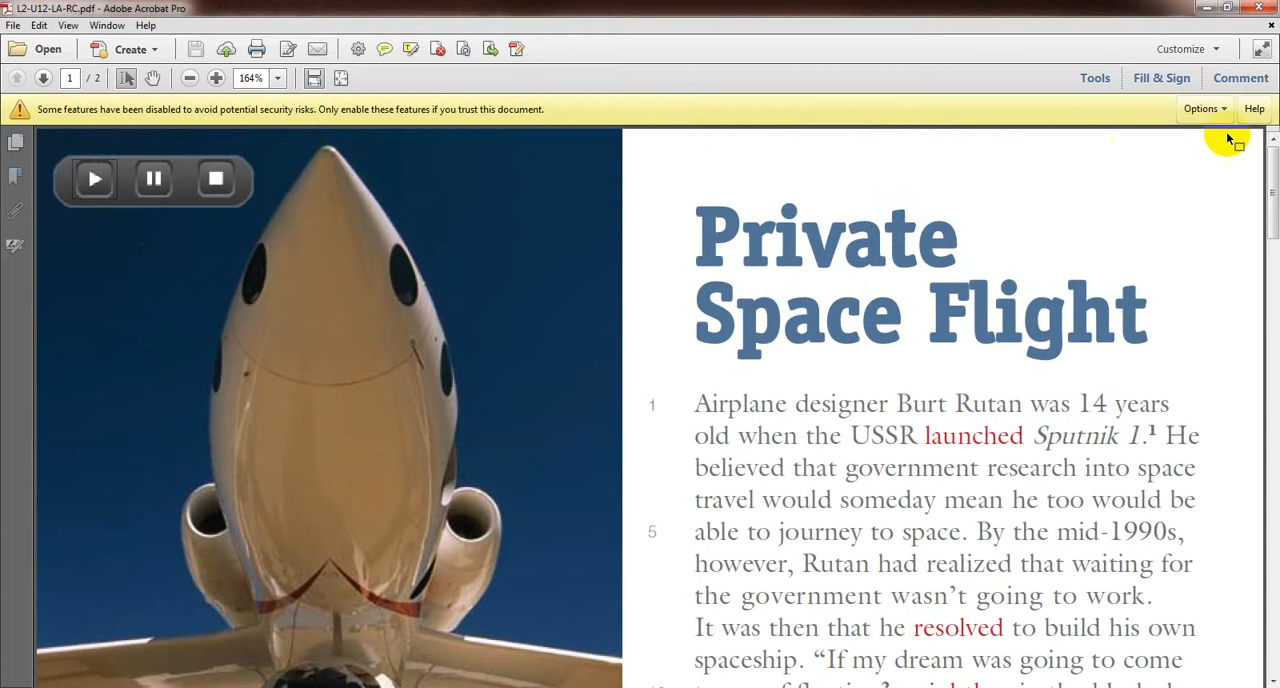 L2-U12-LA-RC.pdf - Adobe Acrobat Pro
File Edit View Window Help
Open Create Customize
1 / 2 164% Tools Fill & Sign Comment
Some features have been disabled to avoid potential security risks. Only enable these features if you trust this document. Options Help
Private
Space Flight
1 Airplane designer Burt Rutan was 14 years
old when the USSR launched Sputnik 1.¹ He
believed that government research into space
travel would someday mean he too would be
5 able to journey to space. By the mid-1990s,
however, Rutan had realized that waiting for
the government wasn't going to work.
It was then that he resolved to build his own
spaceship. “If my dream was going to come